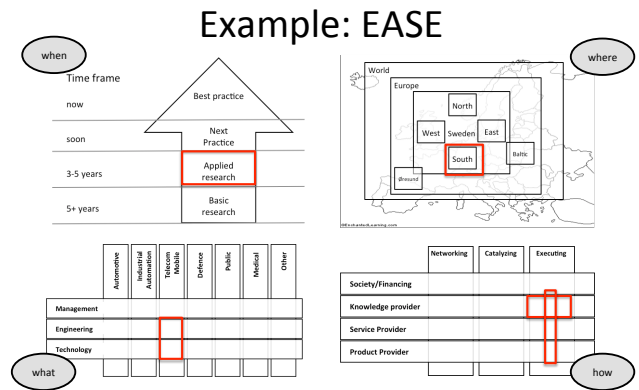 Example: EASE
when
Time frame
now
soon
3-5 years
5+ years
Best practice
Next
Practice
Applied
research
Basic
research
where
World
Europe
North
West
Sweden
East
South
Baltic
Øresund
©EnchantedLearning.com
what
Automotive
Industrial
Automation
Telecom
Mobile
Defence
Public
Medical
Other
Management
Engineering
Technology
how
Networking
Catalyzing
Executing
Society/Financing
Knowledge provider
Service Provider
Product Provider